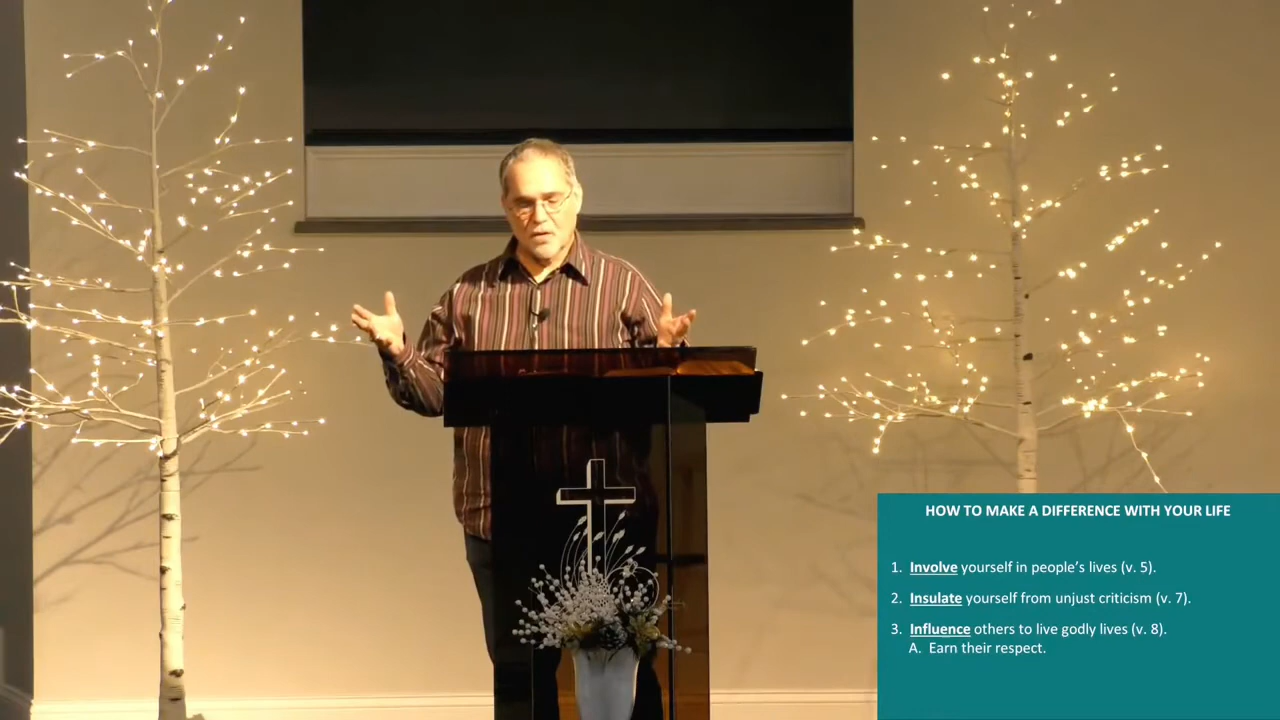 HOW TO MAKE A DIFFERENCE WITH YOUR LIFE
1. Involve yourself in people's lives (v. 5).
2. Insulate yourself from unjust criticism (v. 7).
3. Influence others to live godly lives (v. 8).
A. Earn their respect.